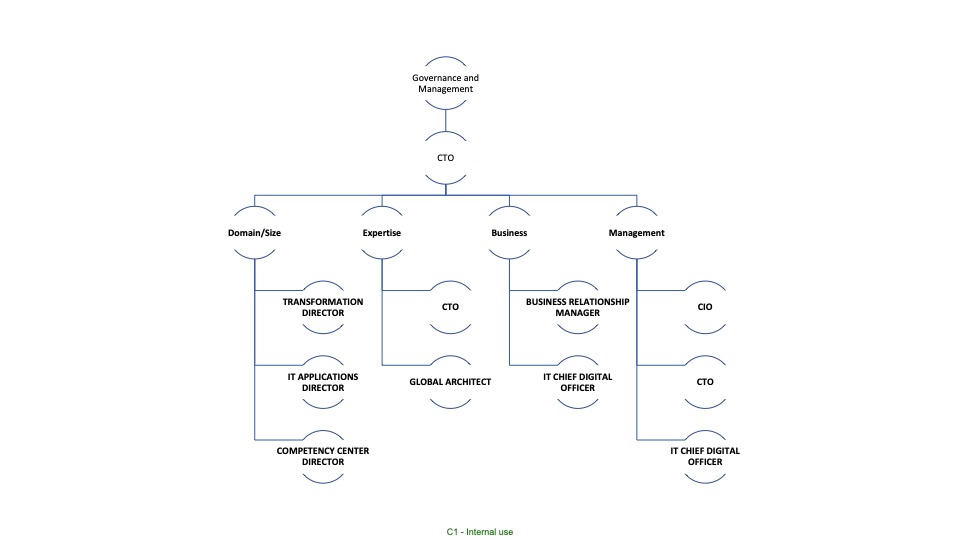 Governance and
Management
CTO
Domain/Size
Expertise
Business
Management
TRANSFORMATION
DIRECTOR
CTO
BUSINESS RELATIONSHIP
MANAGER
CIO
IT APPLICATIONS
DIRECTOR
GLOBAL ARCHITECT
IT CHIEF DIGITAL
OFFICER
CTO
COMPETENCY CENTER
DIRECTOR
IT CHIEF DIGITAL
OFFICER
C1 - Internal use